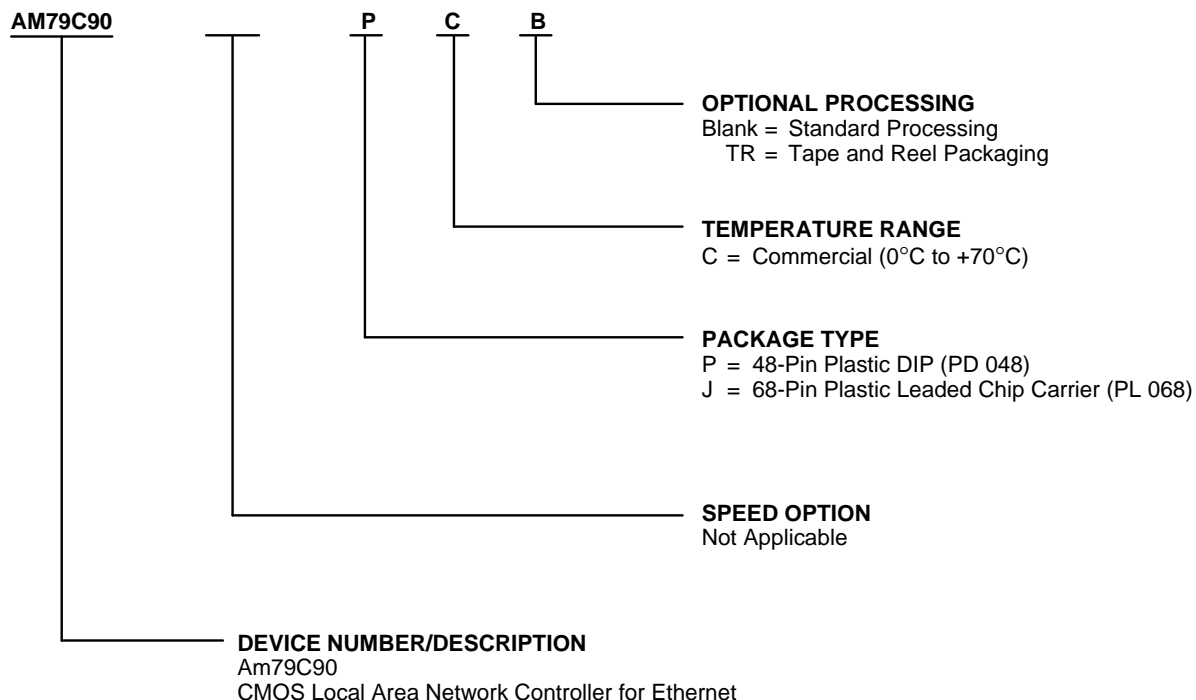 AM79C90 P C B
OPTIONAL PROCESSING
Blank = Standard Processing
TR = Tape and Reel Packaging
TEMPERATURE RANGE
C = Commercial (0°C to +70°C)
PACKAGE TYPE
P = 48-Pin Plastic DIP (PD 048)
J = 68-Pin Plastic Leaded Chip Carrier (PL 068)
SPEED OPTION
Not Applicable
DEVICE NUMBER/DESCRIPTION
Am79C90
CMOS Local Area Network Controller for Ethernet